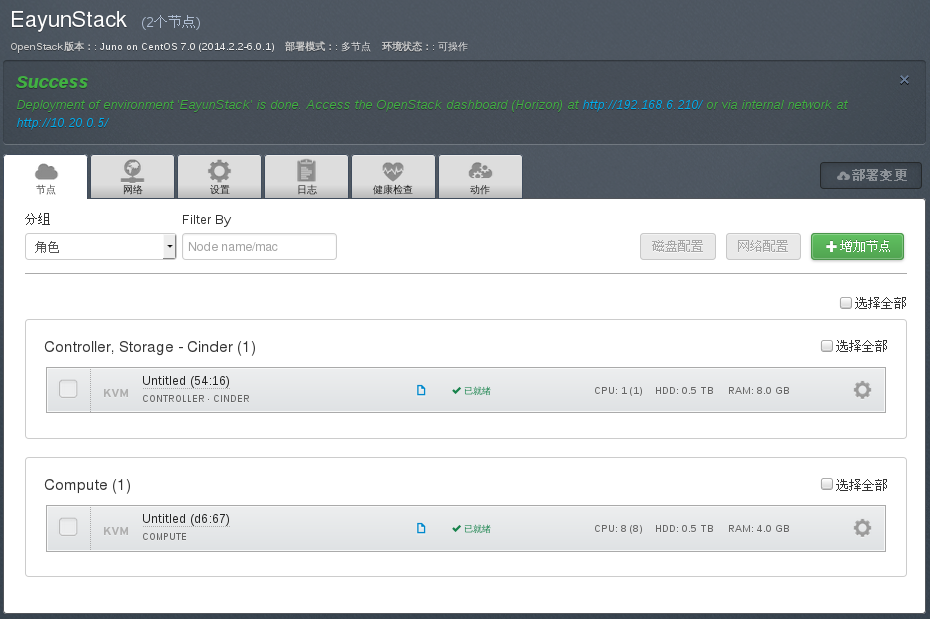 EayunStack (2个节点)
OpenStack版本：: Juno on CentOS 7.0 (2014.2.2-6.0.1) 部署模式：: 多节点 环境状态：: 可操作
Success ×
Deployment of environment 'EayunStack' is done. Access the OpenStack dashboard (Horizon) at http://192.168.6.210/ or via internal network at
http://10.20.0.5/
节点 网络 设置 日志 健康检查 动作 部署变更
分组 Filter By
角色 Node name/mac 磁盘配置 网络配置 增加节点
选择全部
Controller, Storage - Cinder (1) 选择全部
KVM Untitled (54:16) 已就绪 CPU: 1 (1) HDD: 0.5 TB RAM: 8.0 GB
CONTROLLER · CINDER
Compute (1) 选择全部
KVM Untitled (d6:67) 已就绪 CPU: 8 (8) HDD: 0.5 TB RAM: 4.0 GB
COMPUTE